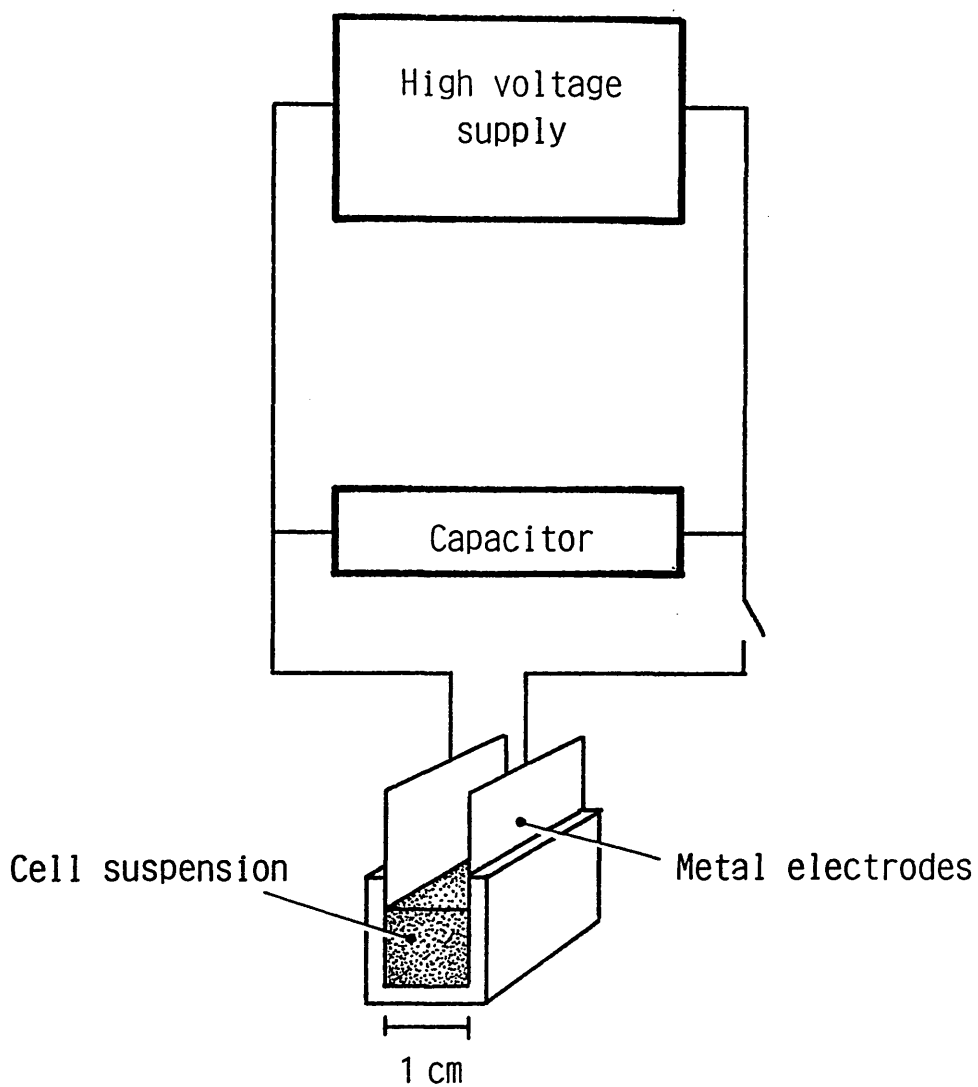 High voltage
supply
Capacitor
Cell suspension
Metal electrodes
1 cm